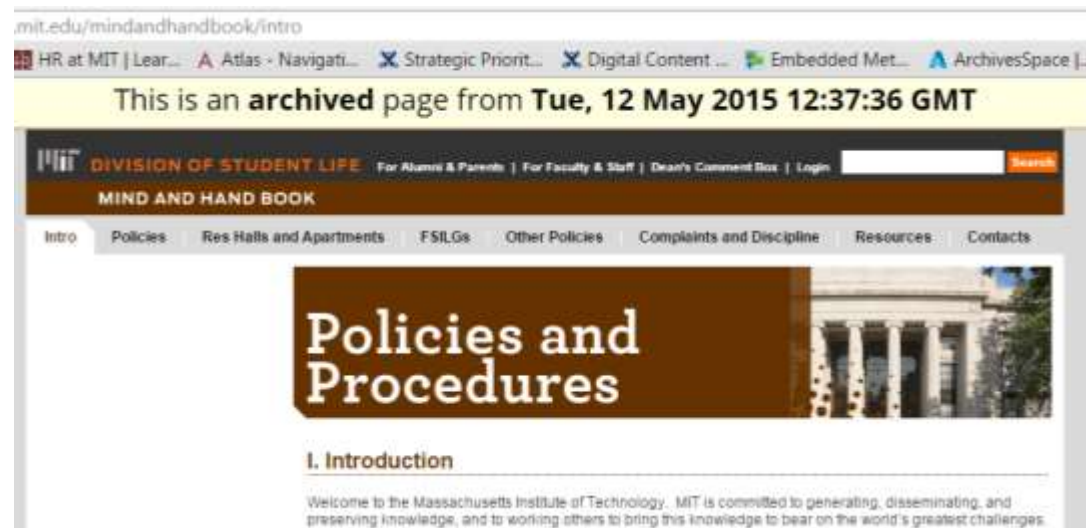 .mit.edu/mindandhandbook/intro
HR at MIT | Lear... Atlas - Navigati... Strategic Priorit... Digital Content ... Embedded Met... ArchivesSpace |...
This is an archived page from Tue, 12 May 2015 12:37:36 GMT
MIT DIVISION OF STUDENT LIFE For Alumni & Parents | For Faculty & Staff | Dean's Comment Box | Login Search
MIND AND HAND BOOK
Intro Policies Res Halls and Apartments FSILGs Other Policies Complaints and Discipline Resources Contacts
Policies and
Procedures
I. Introduction
Welcome to the Massachusetts Institute of Technology. MIT is committed to generating, disseminating, and
preserving knowledge, and to working others to bring this knowledge to bear on the world's greatest challenges